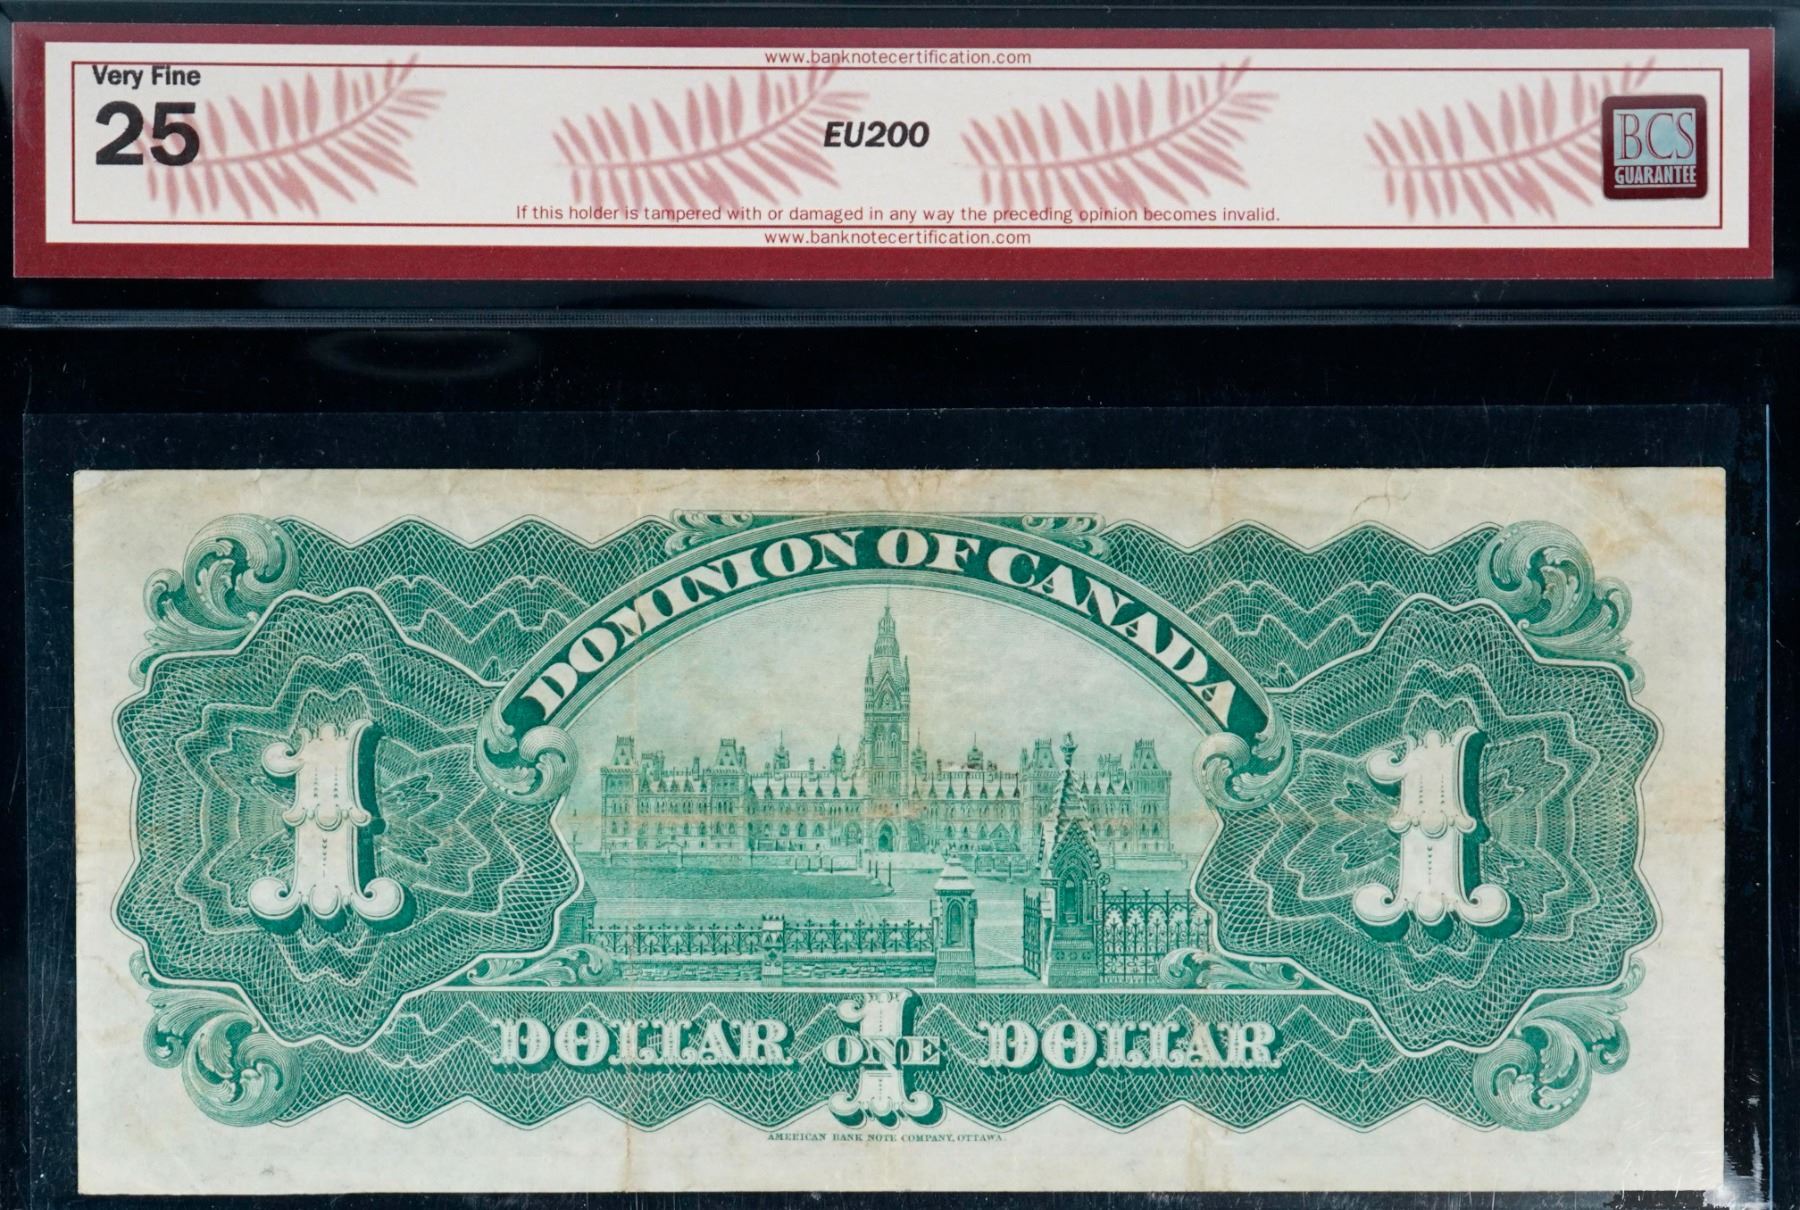 www.banknotecertification.com
Very Fine
25
EU200
BCS
GUARANTEE
If this holder is tampered with or damaged in any way the preceding opinion becomes invalid.
www.banknotecertification.com
DOMINION OF CANADA
1
1
DOLLAR 1 ONE DOLLAR
AMERICAN BANK NOTE COMPANY, OTTAWA.